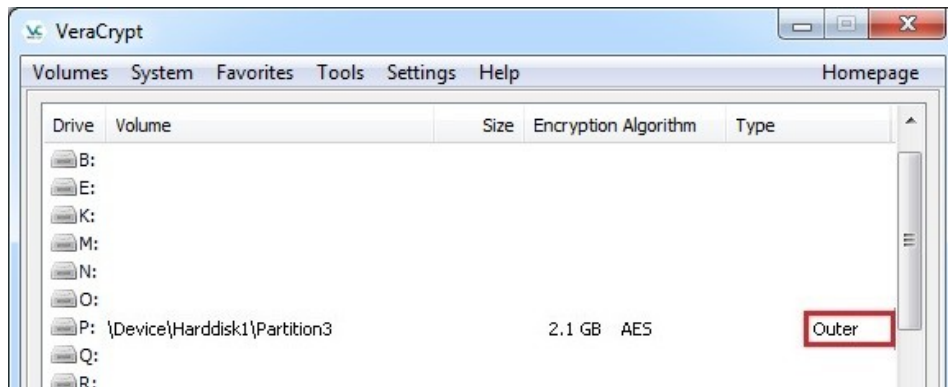 VeraCrypt
Volumes System Favorites Tools Settings Help Homepage
Drive Volume Size Encryption Algorithm Type
B:
E:
K:
M:
N:
O:
P: \Device\Harddisk1\Partition3 2.1 GB AES Outer
Q:
R: